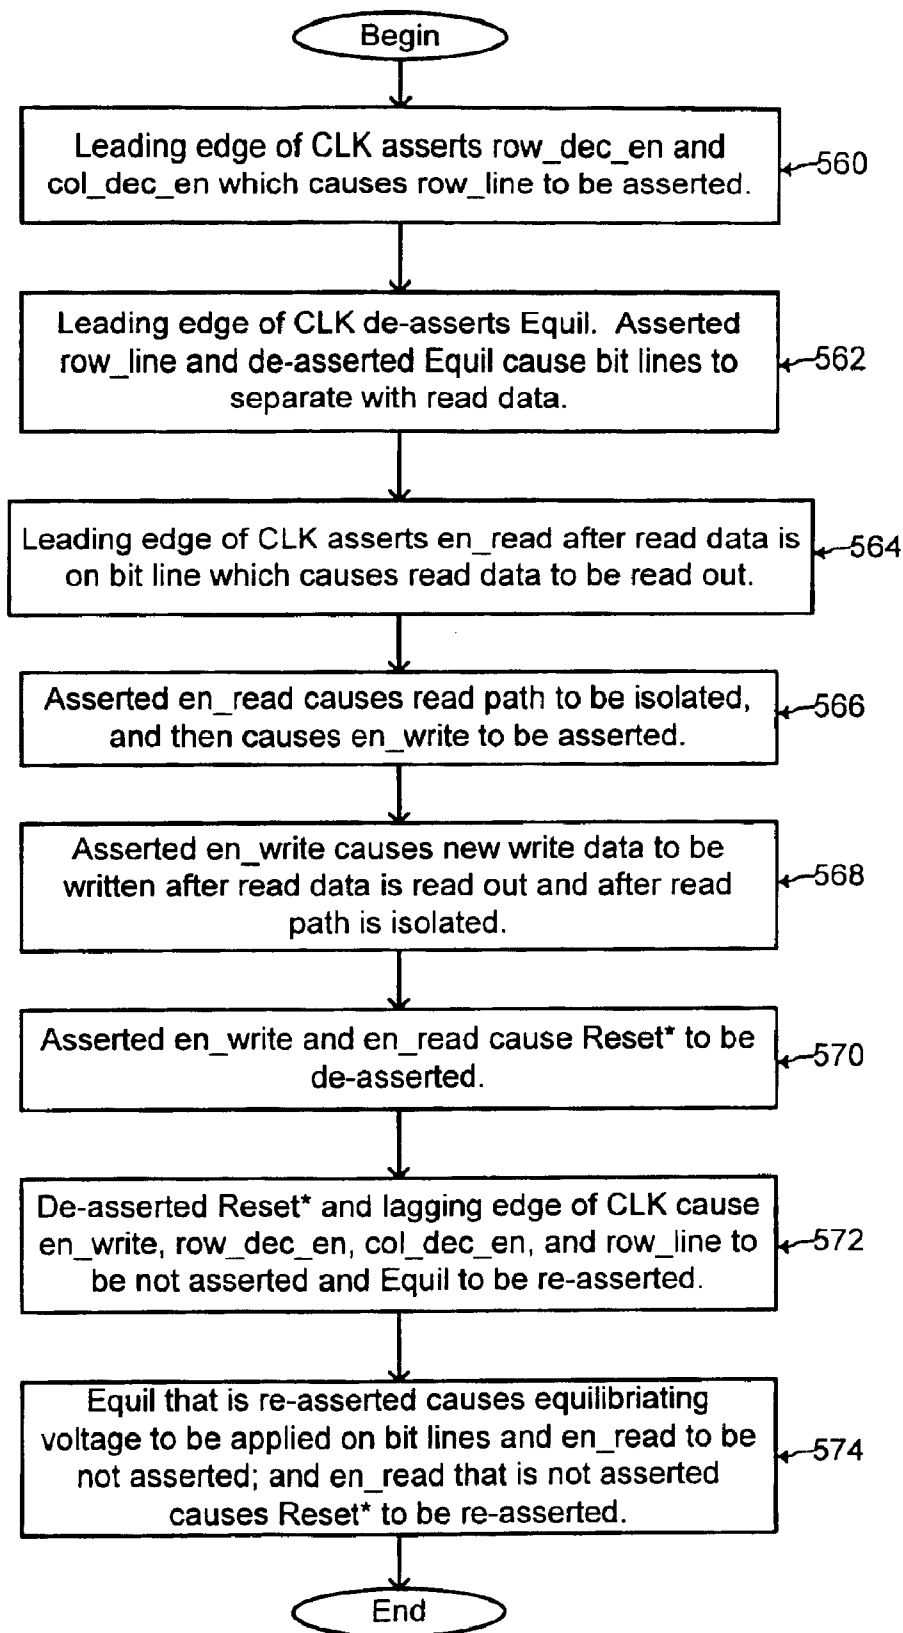 Begin
Leading edge of CLK asserts row_dec_en and
col_dec_en which causes row_line to be asserted.
560
Leading edge of CLK de-asserts Equil. Asserted
row_line and de-asserted Equil cause bit lines to
separate with read data.
562
Leading edge of CLK asserts en_read after read data is
on bit line which causes read data to be read out.
564
Asserted en_read causes read path to be isolated,
and then causes en_write to be asserted.
566
Asserted en_write causes new write data to be
written after read data is read out and after read
path is isolated.
568
Asserted en_write and en_read cause Reset* to be
de-asserted.
570
De-asserted Reset* and lagging edge of CLK cause
en_write, row_dec_en, col_dec_en, and row_line to
be not asserted and Equil to be re-asserted.
572
Equil that is re-asserted causes equilibriating
voltage to be applied on bit lines and en_read to be
not asserted; and en_read that is not asserted
causes Reset* to be re-asserted.
574
End